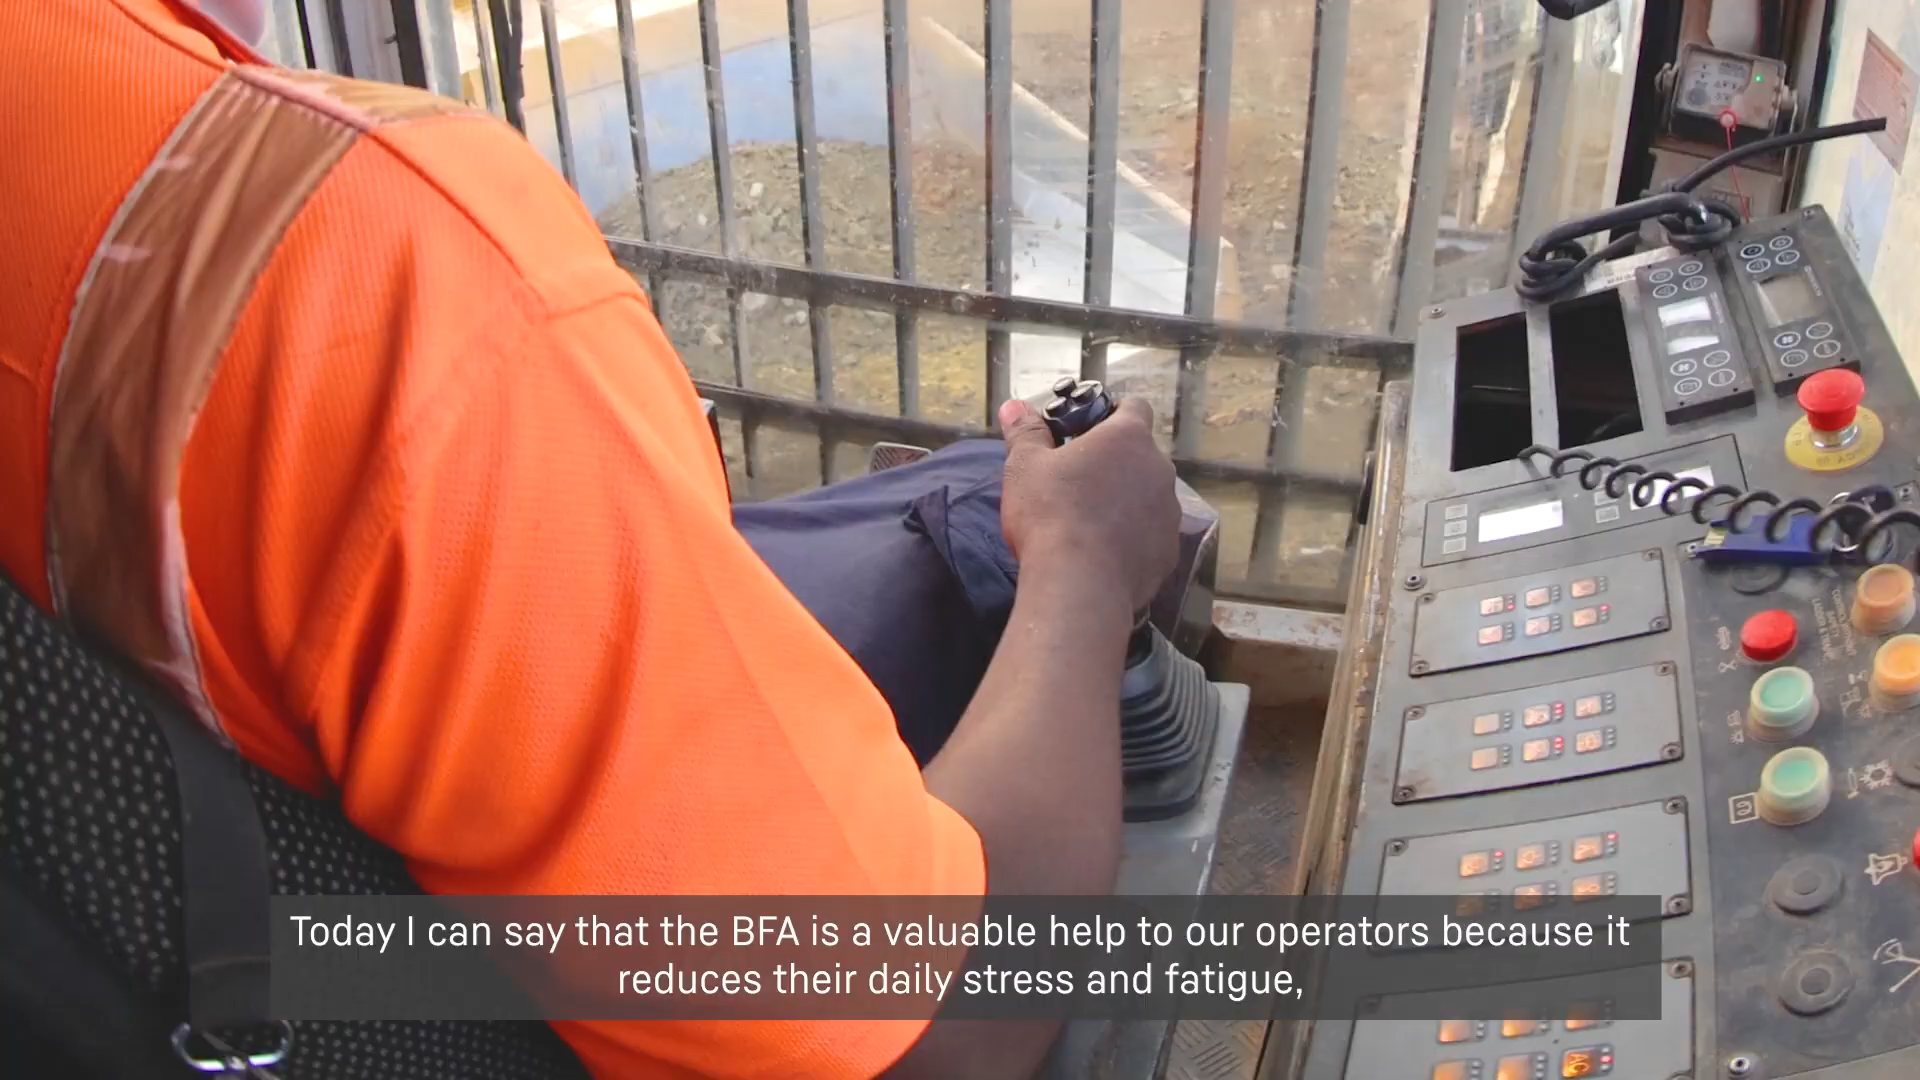 Today I can say that the BFA is a valuable help to our operators because it
reduces their daily stress and fatigue,
AC